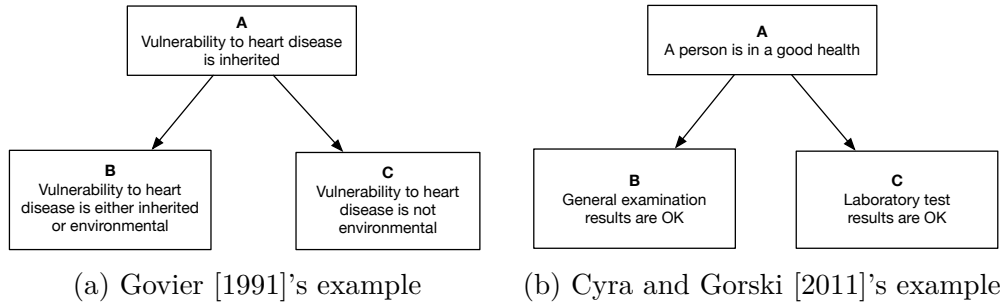 A
Vulnerability to heart disease
is inherited
B
Vulnerability to heart
disease is either inherited
or environmental
C
Vulnerability to heart
disease is not
environmental
(a) Govier [1991]'s example
A
A person is in a good health
B
General examination
results are OK
C
Laboratory test
results are OK
(b) Cyra and Gorski [2011]'s example